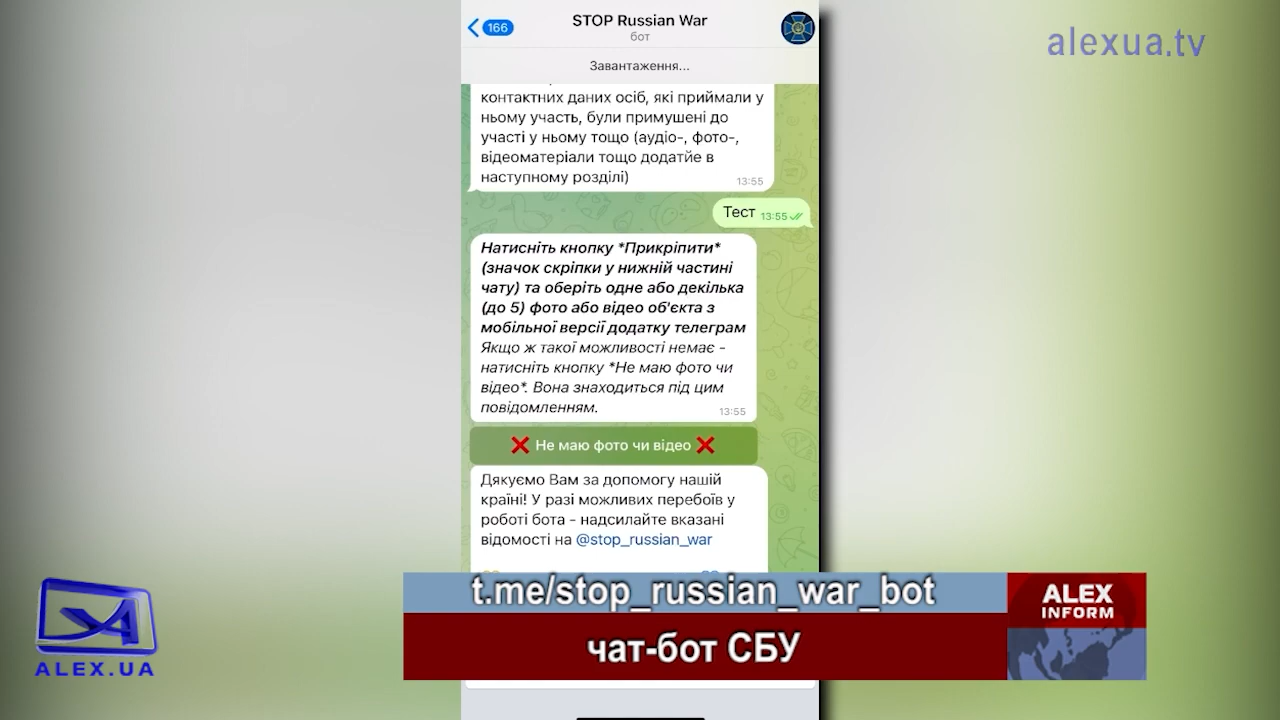 166
STOP Russian War
бот
Завантаження...
alexua.tv
контактних даних осіб, які приймали у
ньому участь, були примушені до
участі у ньому тощо (аудіо-, фото-,
відеоматеріали тощо додатйе в
наступному розділі)
13:55
Тест 13:55
Натисніть кнопку *Прикріпити*
(значок скріпки у нижній частині
чату) та оберіть одне або декілька
(до 5) фото або відео об'єкта з
мобільної версії додатку телеграм
Якщо ж такої можливості немає -
натисніть кнопку *Не маю фото чи
відео*. Вона знаходиться під цим
повідомленням.
13:55
Не маю фото чи відео
Дякуємо Вам за допомогу нашій
країні! У разі можливих перебоїв у
роботі бота - надсилайте вказані
відомості на @stop_russian_war
t.me/stop_russian_war_bot
чат-бот СБУ
ALEX
INFORM
ALEX.UA